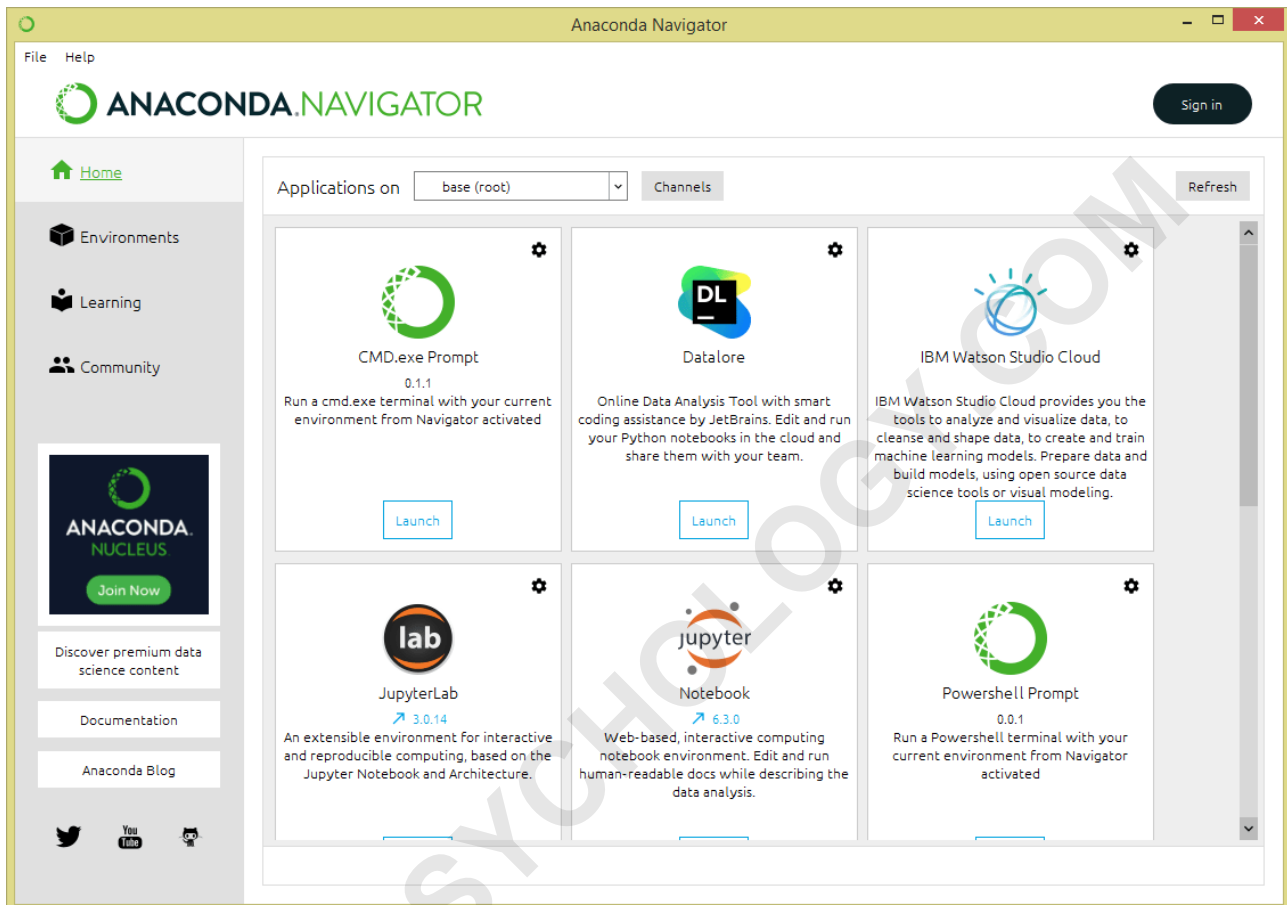 Anaconda Navigator
File Help
ANACONDA.NAVIGATOR
Sign in
Home
Applications on base (root) Channels Refresh
Environments
Learning
Community
CMD.exe Prompt
0.1.1
Run a cmd.exe terminal with your current
environment from Navigator activated
Launch
DL
Datalore
Online Data Analysis Tool with smart
coding assistance by JetBrains. Edit and run
your Python notebooks in the cloud and
share them with your team.
Launch
IBM Watson Studio Cloud
IBM Watson Studio Cloud provides you the
tools to analyze and visualize data, to
cleanse and shape data, to create and train
machine learning models. Prepare data and
build models, using open source data
science tools or visual modeling.
Launch
ANACONDA.
NUCLEUS
Join Now
Discover premium data
science content
Documentation
Anaconda Blog
You
Tube
lab
JupyterLab
3.0.14
An extensible environment for interactive
and reproducible computing, based on the
Jupyter Notebook and Architecture.
jupyter
Notebook
6.3.0
Web-based, interactive computing
notebook environment. Edit and run
human-readable docs while describing the
data analysis.
Powershell Prompt
0.0.1
Run a Powershell terminal with your
current environment from Navigator
activated
SYCHOLOGY.COM